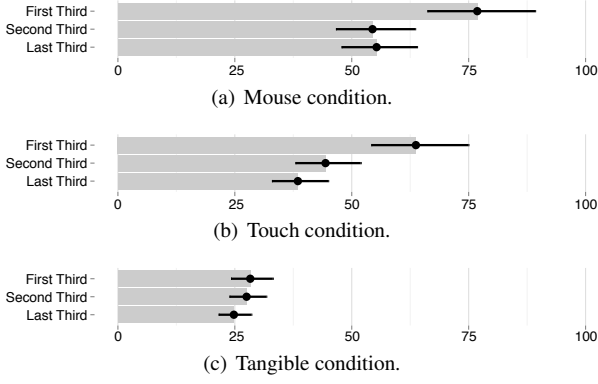 First Third
Second Third
Last Third
0 25 50 75 100
(a) Mouse condition.
First Third
Second Third
Last Third
0 25 50 75 100
(b) Touch condition.
First Third
Second Third
Last Third
0 25 50 75 100
(c) Tangible condition.